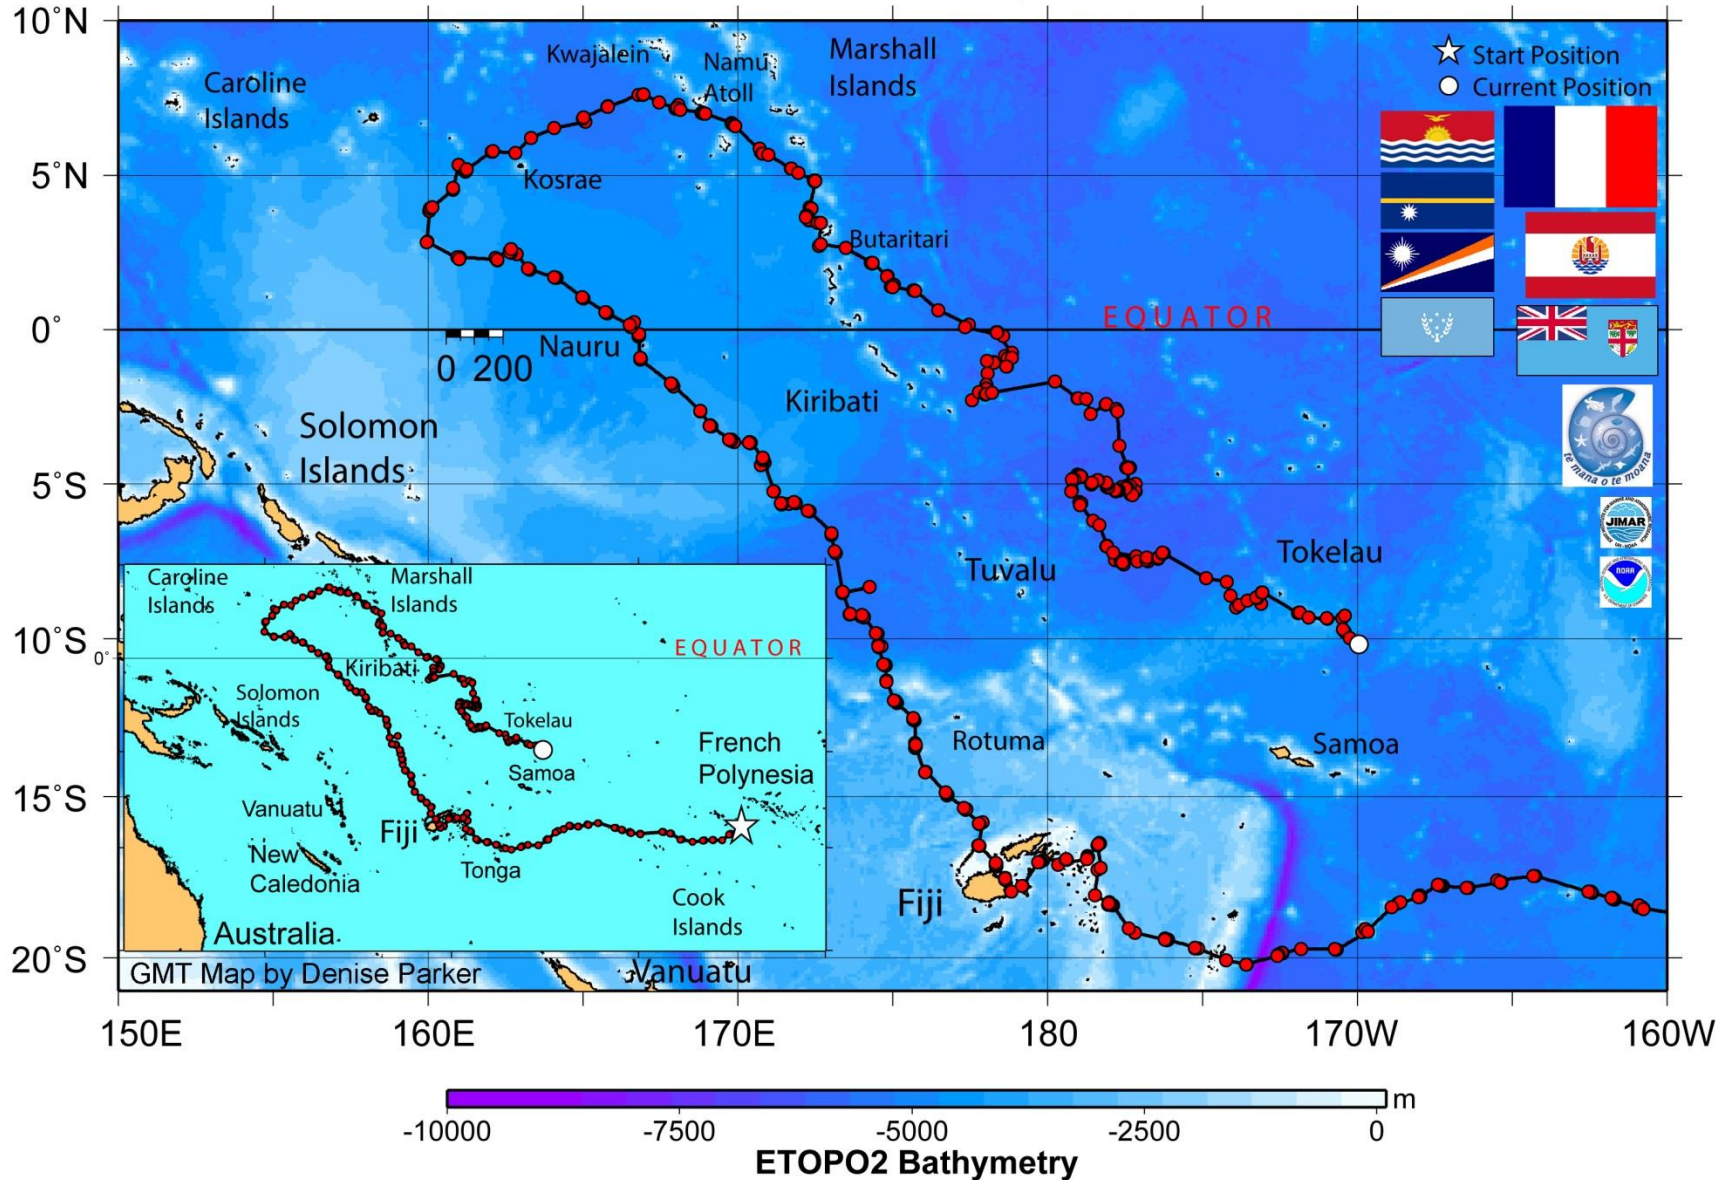 10°N
5°N
0°
5°S
10°S
15°S
20°S
Caroline
Islands
Kwajalein
Namu
Atoll
Marshall
Islands
Start Position
Current Position
Kosrae
Butaritari
EQUATOR
Nauru
0 200
Kiribati
Solomon
Islands
Tuvalu
Tokelau
Rotuma
Samoa
Fiji
Vanuatu
te mana o te moana
JIMAR
NOAA
Caroline
Islands
Marshall
Islands
EQUATOR
0°
Kiribati
Solomon
Islands
Tokelau
Samoa
French
Polynesia
Vanuatu
Fiji
New
Caledonia
Tonga
Cook
Islands
Australia
GMT Map by Denise Parker
150E 160E 170E 180 170W 160W
m
-10000 -7500 -5000 -2500 0
ETOPO2 Bathymetry